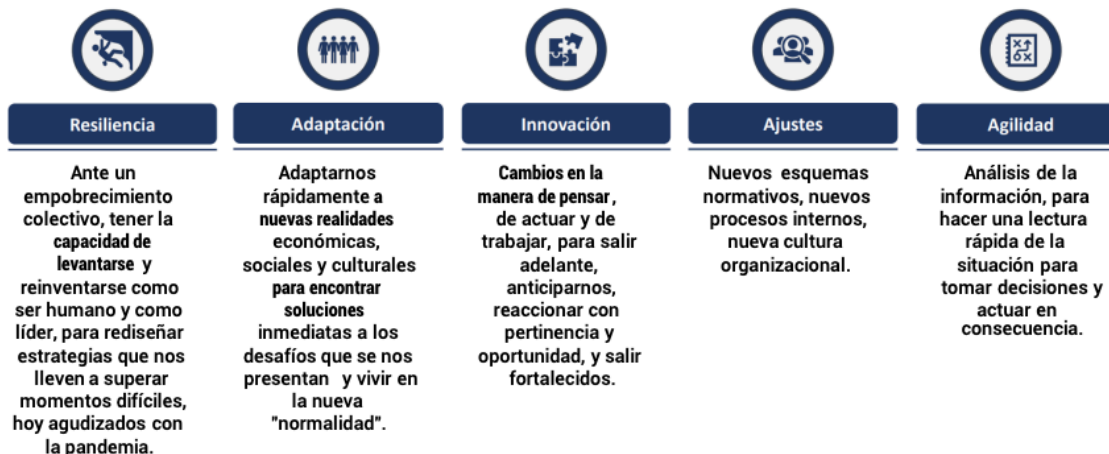 Resiliencia
Ante un
empobrecimiento
colectivo, tener la
capacidad de
levantarse y
reinventarse como
ser humano y como
líder, para rediseñar
estrategias que nos
lleven a superar
momentos difíciles,
hoy agudizados con
la pandemia.
Adaptación
Adaptarnos
rápidamente a
nuevas realidades
económicas,
sociales y culturales
para encontrar
soluciones
inmediatas a los
desafíos que se nos
presentan y vivir en
la nueva
"normalidad".
Innovación
Cambios en la
manera de pensar,
de actuar y de
trabajar, para salir
adelante,
anticiparnos,
reaccionar con
pertinencia y
oportunidad, y salir
fortalecidos.
Ajustes
Nuevos esquemas
normativos, nuevos
procesos internos,
nueva cultura
organizacional.
Agilidad
Análisis de la
información, para
hacer una lectura
rápida de la
situación para
tomar decisiones y
actuar en
consecuencia.